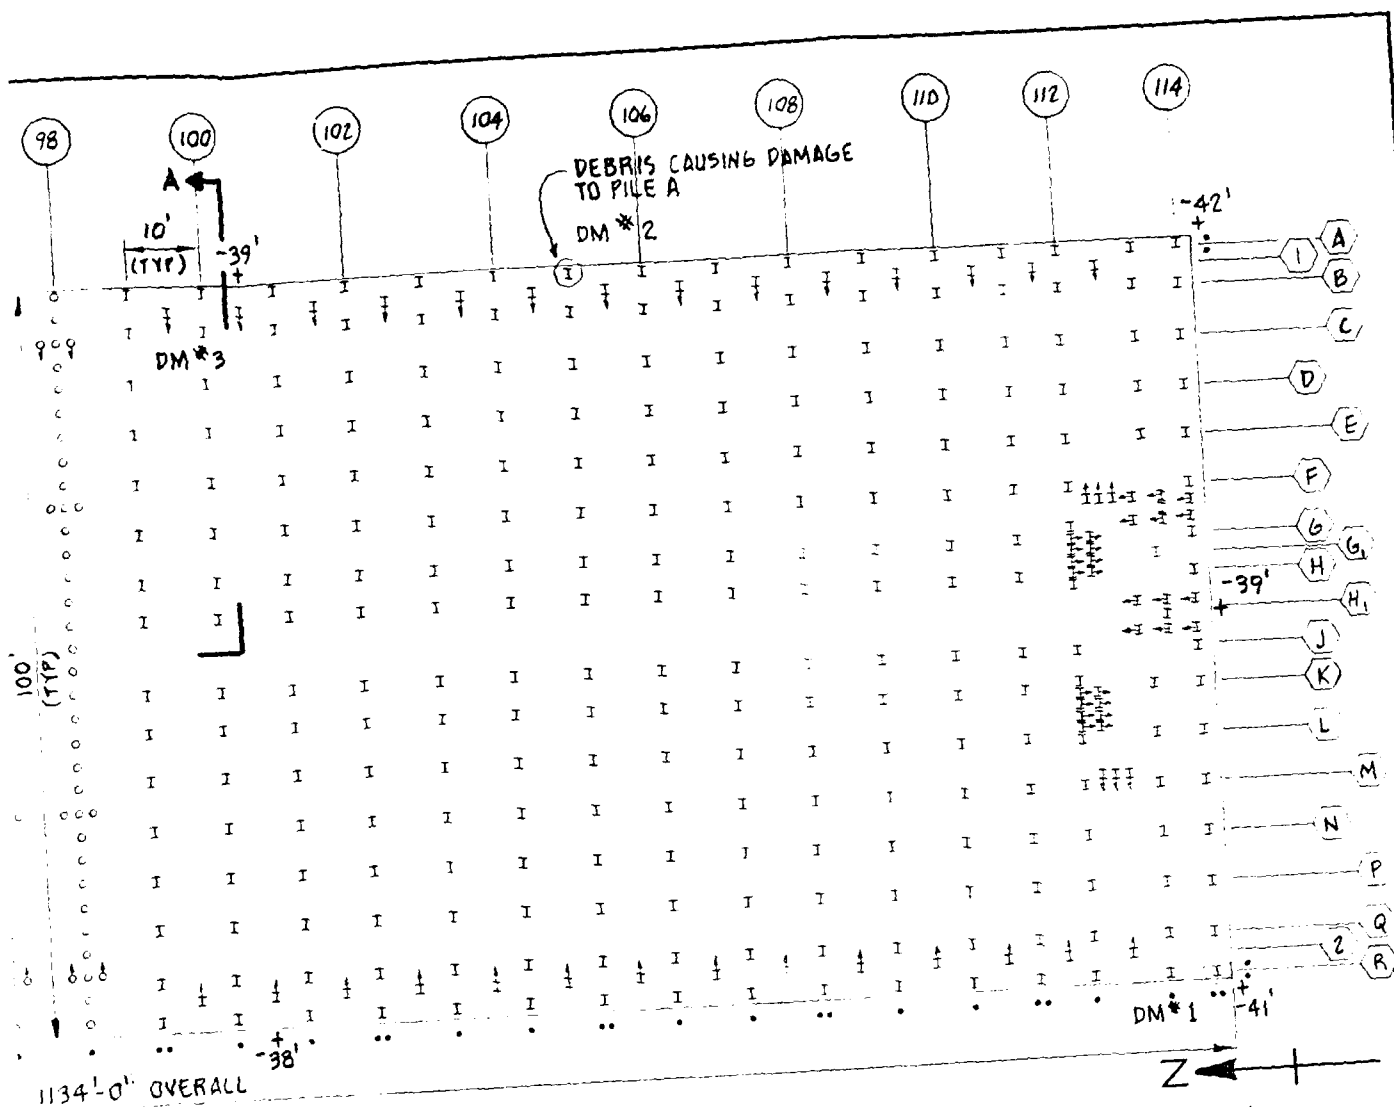 98
100
102
104
106
108
110
112
114
DEBRIS CAUSING DAMAGE
TO PILE A
DM #2
A
10'
(TYP)
-39'
-42'
A
1
B
C
D
E
F
G
G1
H
H1
J
K
L
M
N
P
Q
2
R
DM #3
-39'
100'
(TYP)
DM #1
-41'
-38'
1134'-0" OVERALL
Z